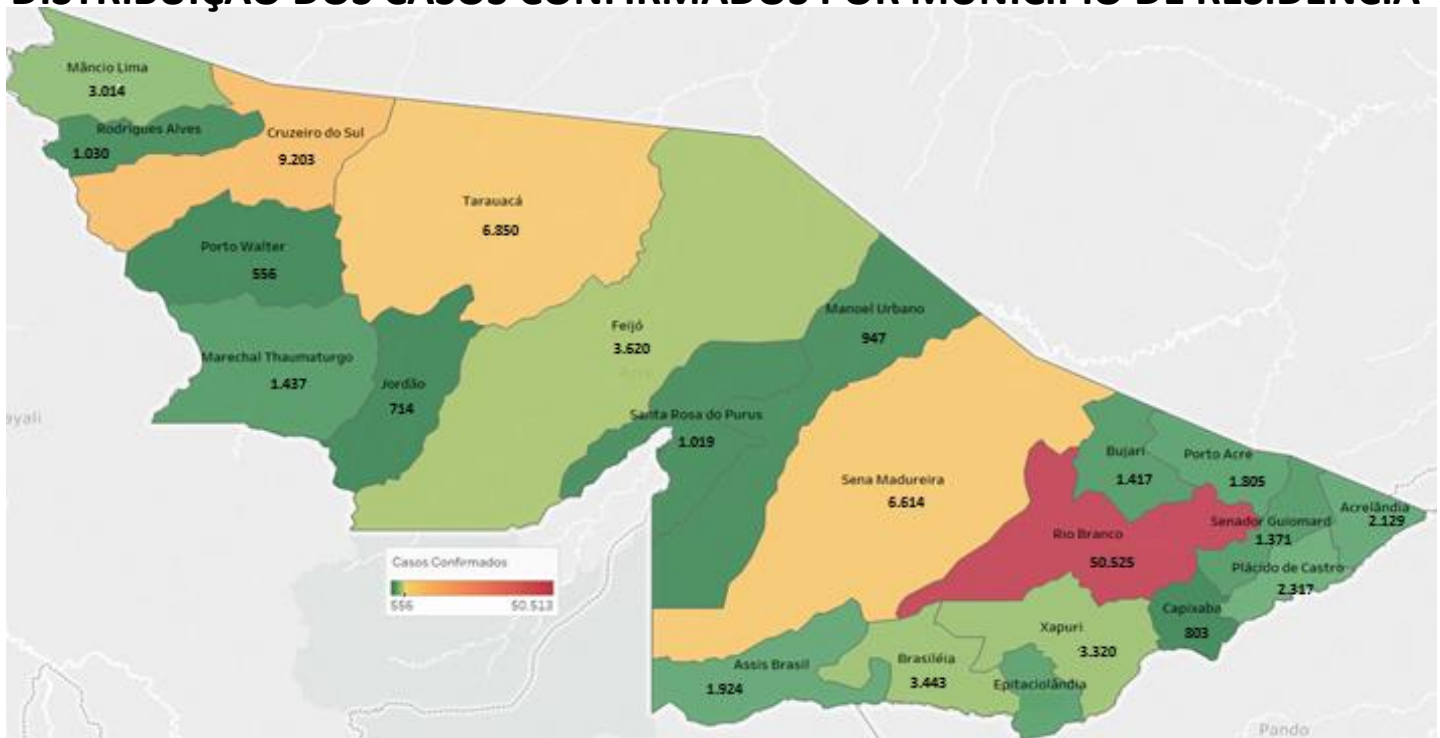 DISTRIBUIÇÃO DOS CASOS CONFIRMADOS POR MUNICÍPIO DE RESIDÊNCIA
Mâncio Lima
3.014
Rodrigues Alves
1.030
Cruzeiro do Sul
9.203
Tarauacá
6.850
Porto Walter
556
Marechal Thaumaturgo
1.437
Jordão
714
Feijó
3.620
Acre
Manoel Urbano
947
Santa Rosa do Purus
1.019
Sena Madureira
6.614
Bujari
1.417
Porto Acre
1.805
Rio Branco
50.525
Senador Guiomard
1.371
Acrelândia
2.129
Plácido de Castro
2.317
Capixaba
803
Xapuri
3.320
Brasiléia
3.443
Epitaciolândia
Assis Brasil
1.924
ayali
Pando
Casos Confirmados
556 50.513